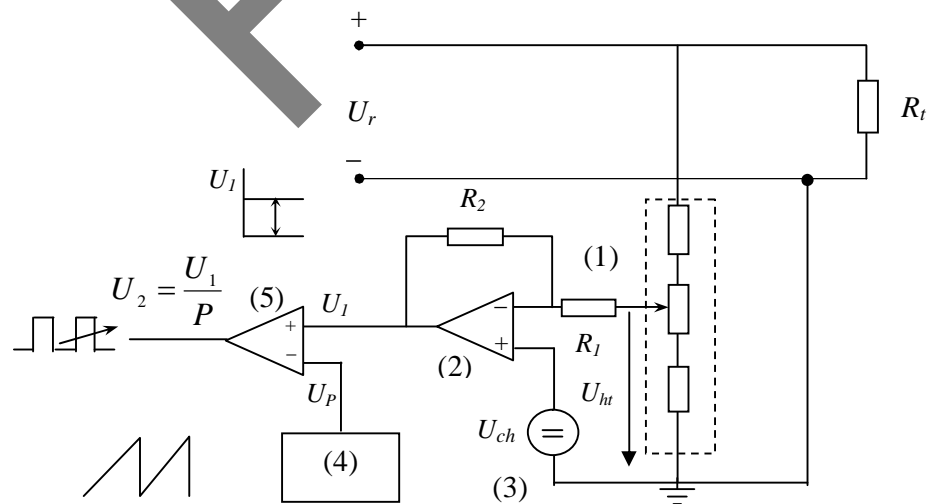 +
U_r
R_t
−
U_1
R_2
(1)
U_2 = U_1 / P
(5)
U_1
−
+
+
−
R_1
(2)
U_P
U_ht
U_ch
=
(4)
(3)